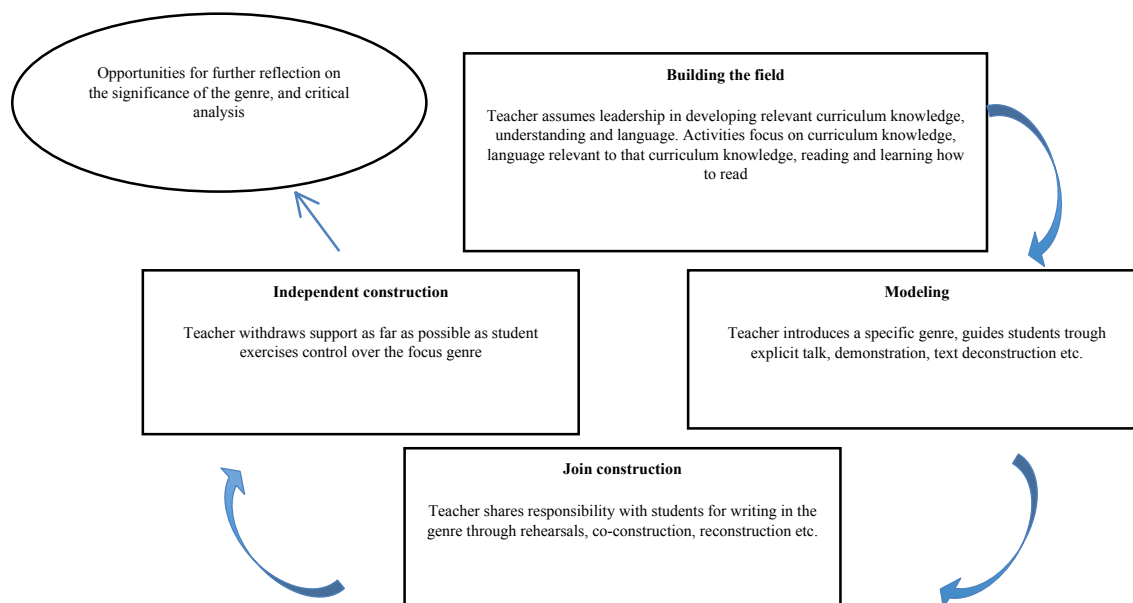 Opportunities for further reflection on
the significance of the genre, and critical
analysis
Building the field
Teacher assumes leadership in developing relevant curriculum knowledge,
understanding and language. Activities focus on curriculum knowledge,
language relevant to that curriculum knowledge, reading and learning how
to read
Independent construction
Teacher withdraws support as far as possible as student
exercises control over the focus genre
Modeling
Teacher introduces a specific genre, guides students trough
explicit talk, demonstration, text deconstruction etc.
Join construction
Teacher shares responsibility with students for writing in the
genre through rehearsals, co-construction, reconstruction etc.